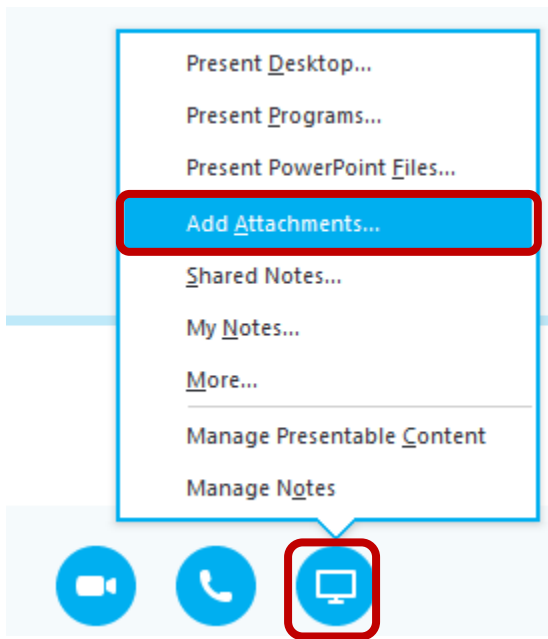 Present Desktop...
Present Programs...
Present PowerPoint Files...
Add Attachments...
Shared Notes...
My Notes...
More...
Manage Presentable Content
Manage Notes